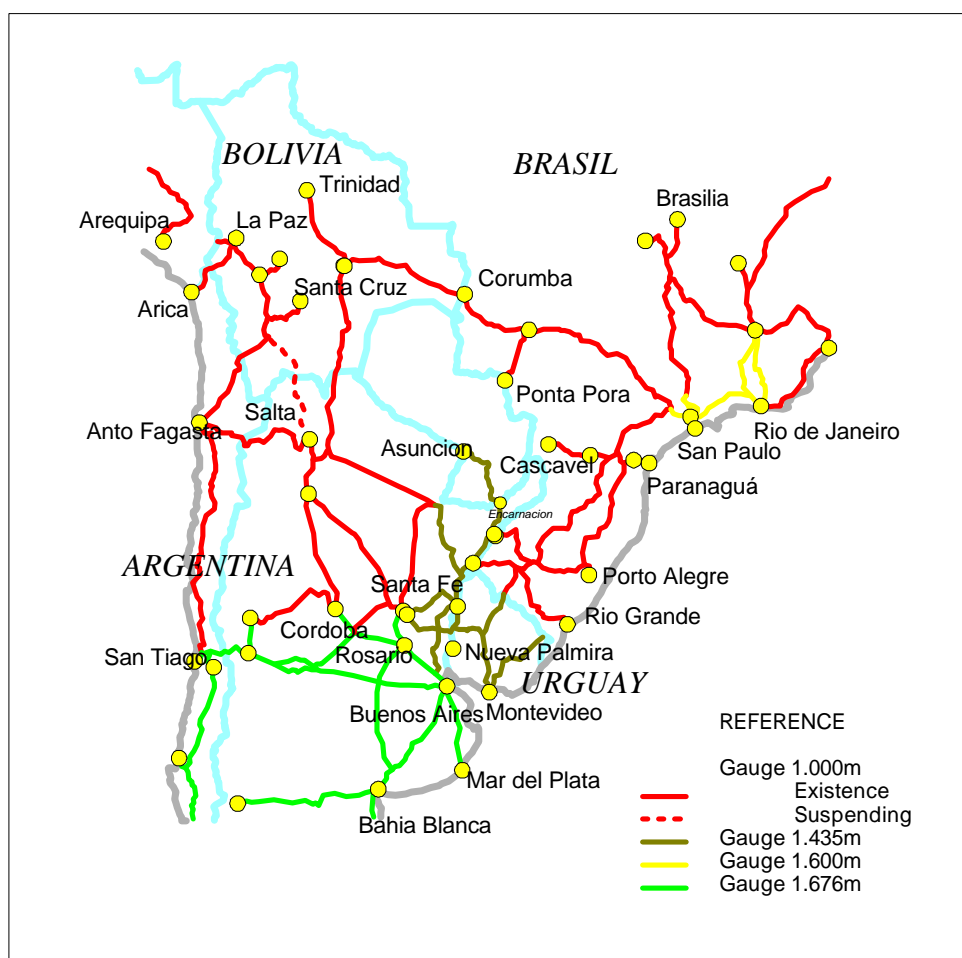 BOLIVIA
BRASIL
Trinidad
Brasilia
Arequipa
La Paz
Corumba
Santa Cruz
Arica
Ponta Pora
Salta
Anto Fagasta
Rio de Janeiro
Asuncion
San Paulo
Cascavel
Paranaguá
Encarnacion
ARGENTINA
Santa Fe
Porto Alegre
Rio Grande
Cordoba
Rosario
Nueva Palmira
San Tiago
URGUAY
Buenos Aires
Montevideo
REFERENCE
Mar del Plata
Gauge 1.000m
Existence
Bahia Blanca
Suspending
Gauge 1.435m
Gauge 1.600m
Gauge 1.676m